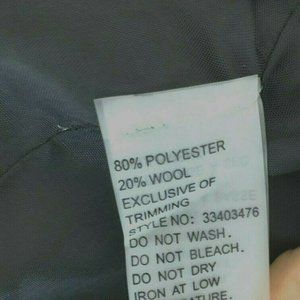 80% POLYESTER
20% WOOL
EXCLUSIVE OF
TRIMMING
STYLE NO: 33403476
DO NOT WASH.
DO NOT BLEACH.
DO NOT DRY
IRON AT LOW